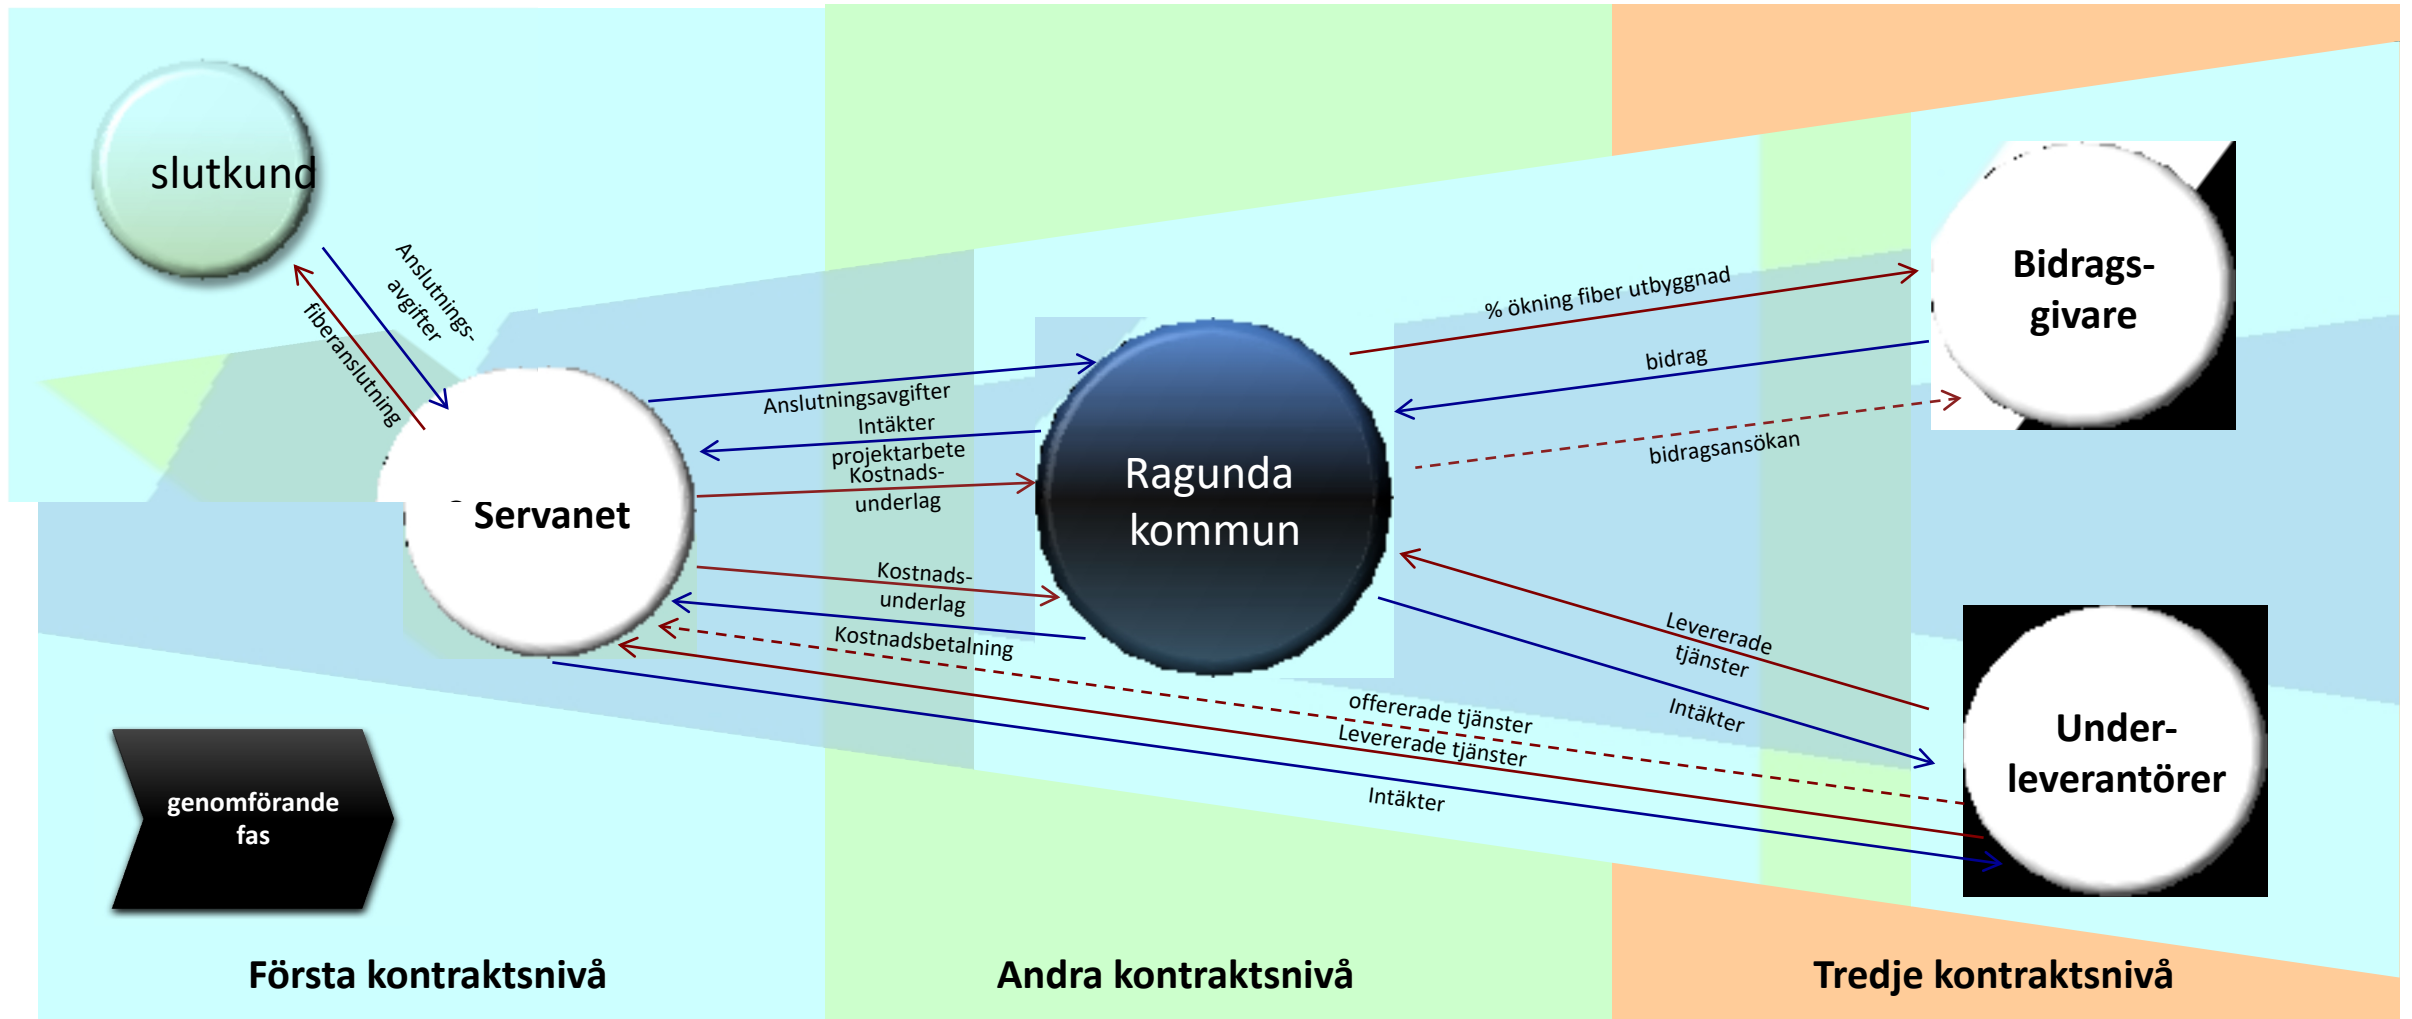 slutkund
Anslutnings-
avgifter
fiberanslutning
Servanet
Anslutningsavgifter
Intäkter
projektarbete
Kostnads-
underlag
Kostnads-
underlag
Kostnadsbetalning
Ragunda
kommun
% ökning fiber utbyggnad
bidrag
bidragsansökan
Bidrags-
givare
Levererade
tjänster
Intäkter
offererade tjänster
Levererade tjänster
Intäkter
Under-
leverantörer
genomförande
fas
Första kontraktsnivå
Andra kontraktsnivå
Tredje kontraktsnivå